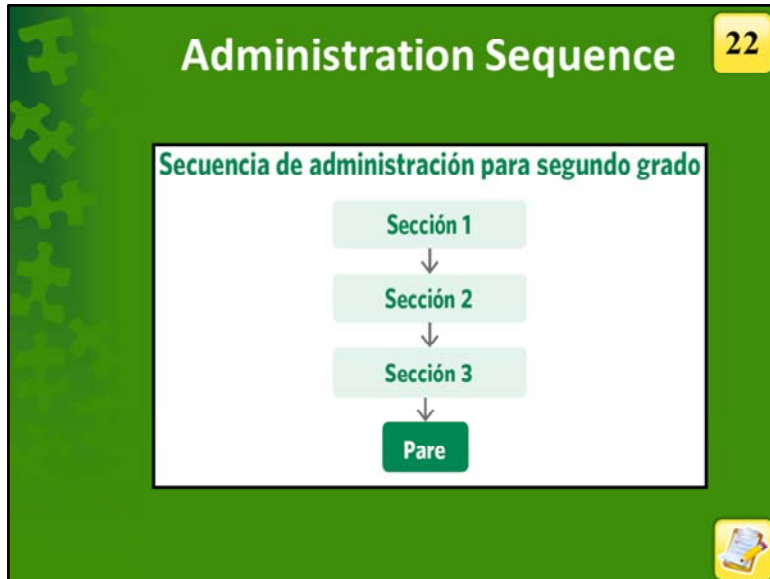 Administration Sequence
22
Secuencia de administración para segundo grado
Sección 1
Sección 2
Sección 3
Pare